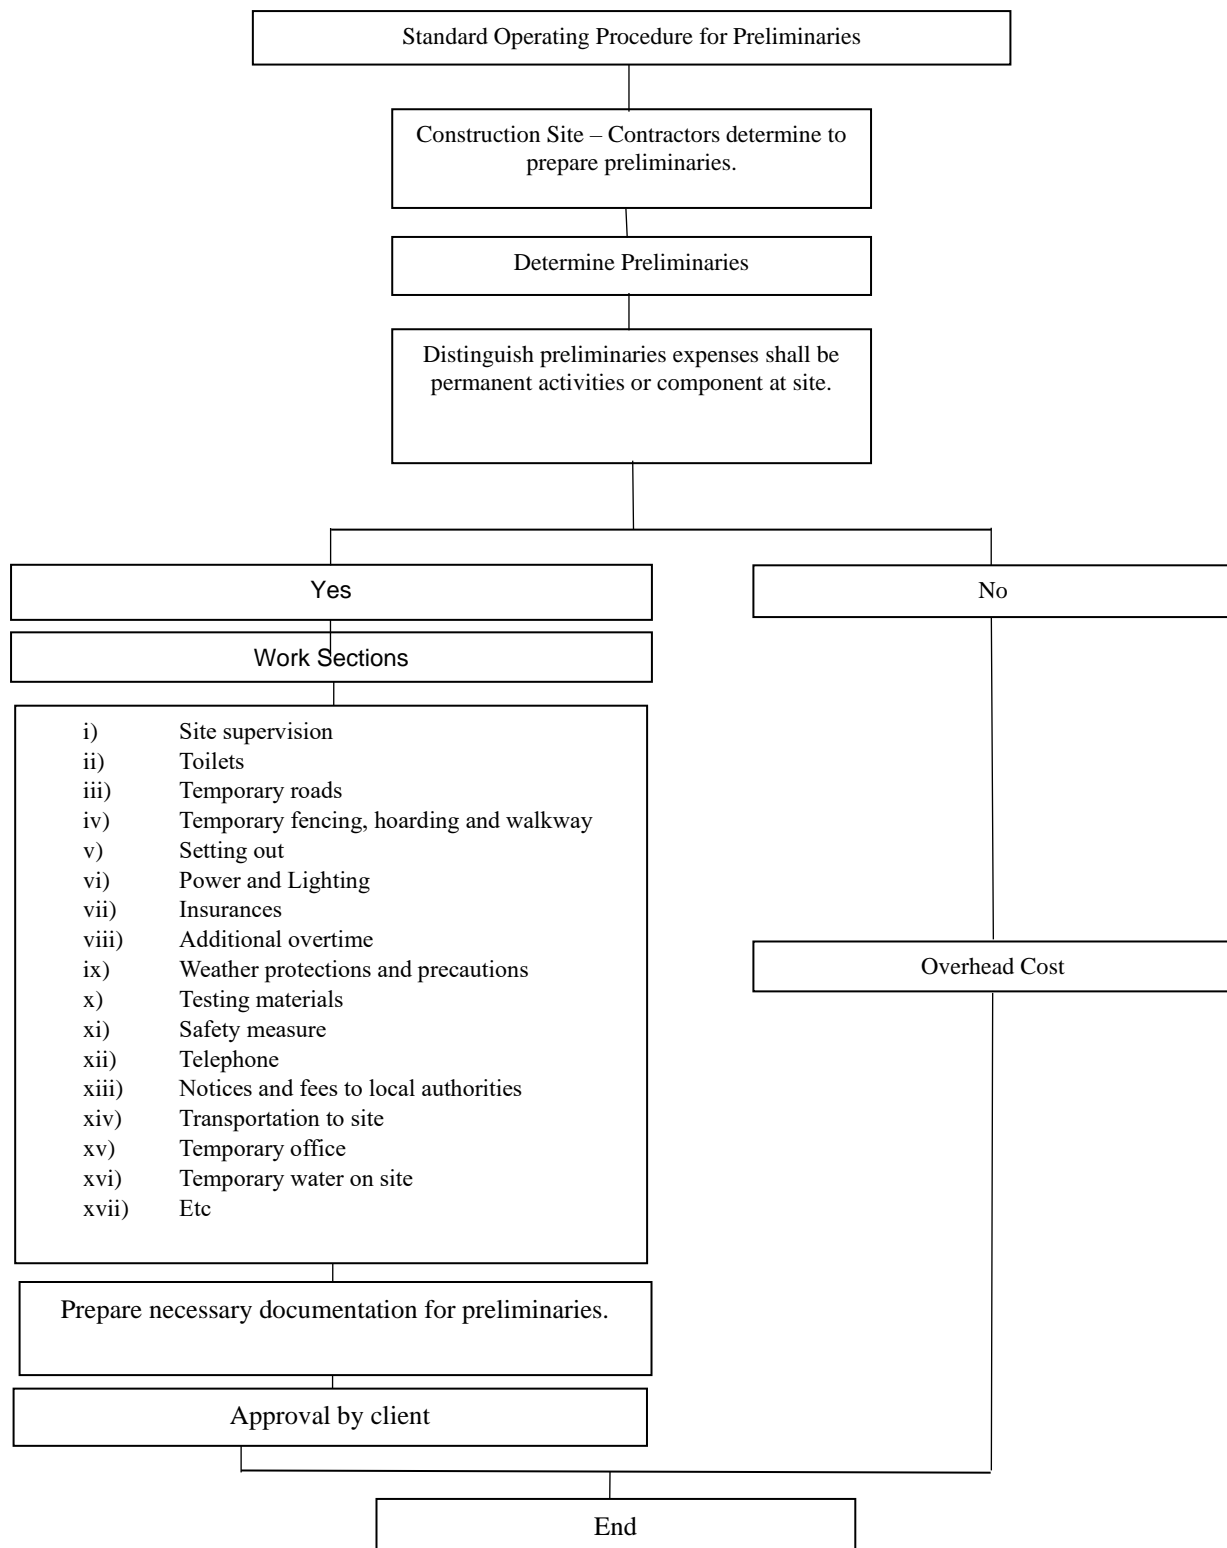 Standard Operating Procedure for Preliminaries
Construction Site – Contractors determine to
prepare preliminaries.
Determine Preliminaries
Distinguish preliminaries expenses shall be
permanent activities or component at site.
Yes
No
Work Sections
i) Site supervision
ii) Toilets
iii) Temporary roads
iv) Temporary fencing, hoarding and walkway
v) Setting out
vi) Power and Lighting
vii) Insurances
viii) Additional overtime
ix) Weather protections and precautions
x) Testing materials
xi) Safety measure
xii) Telephone
xiii) Notices and fees to local authorities
xiv) Transportation to site
xv) Temporary office
xvi) Temporary water on site
xvii) Etc
Overhead Cost
Prepare necessary documentation for preliminaries.
Approval by client
End